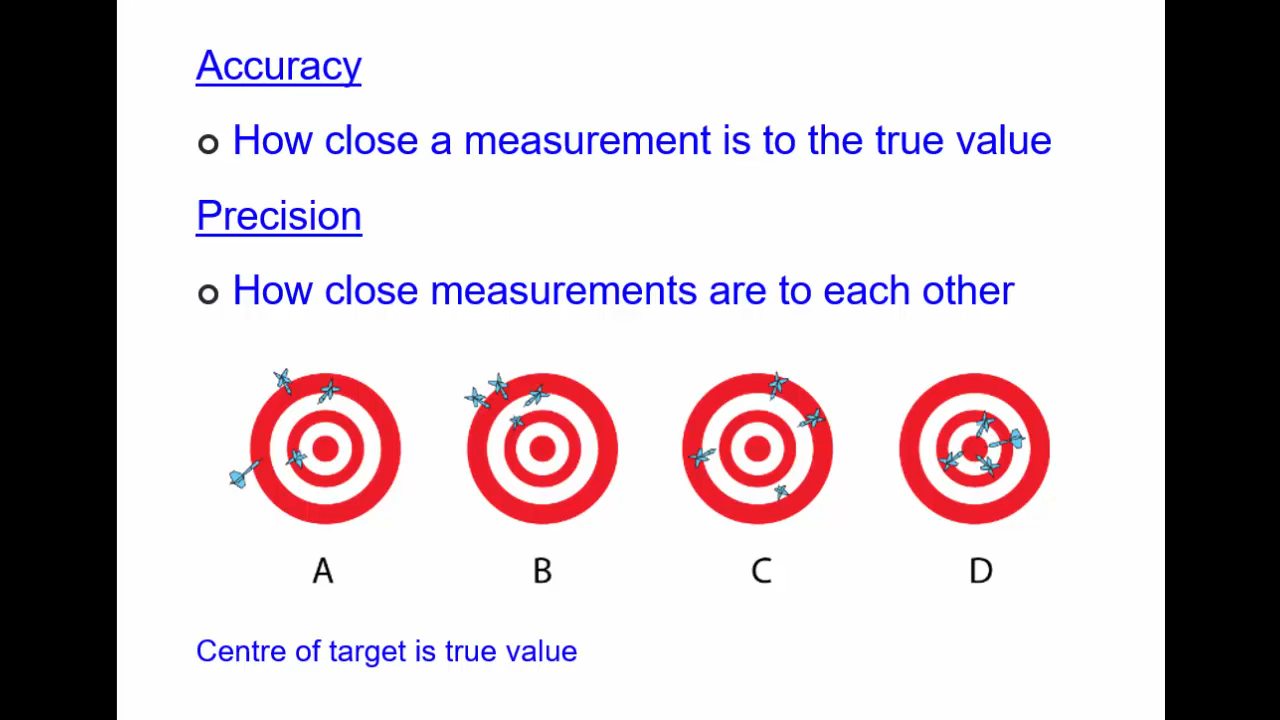 Accuracy
How close a measurement is to the true value
Precision
How close measurements are to each other
A B C D
Centre of target is true value